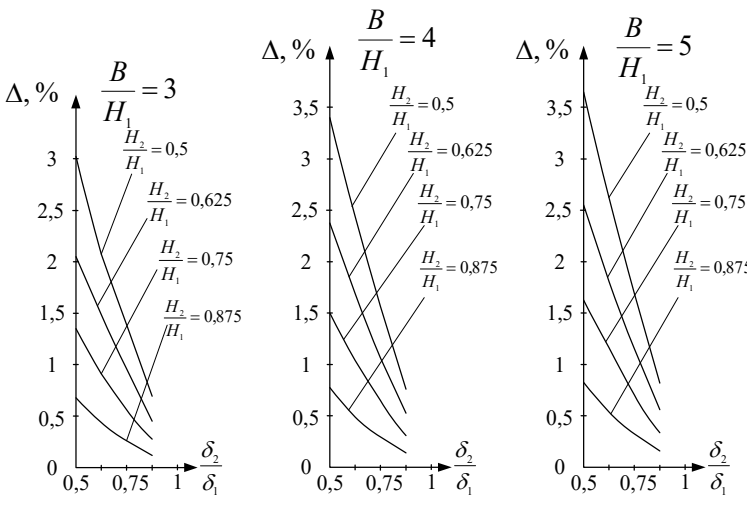 Δ, %
B/H₁ = 3
H₂/H₁ = 0,5
H₂/H₁ = 0,625
H₂/H₁ = 0,75
H₂/H₁ = 0,875
3
2,5
2
1,5
1
0,5
0
0,5 0,75 1 δ₂/δ₁
Δ, %
B/H₁ = 4
H₂/H₁ = 0,5
H₂/H₁ = 0,625
H₂/H₁ = 0,75
H₂/H₁ = 0,875
3,5
3
2,5
2
1,5
1
0,5
0
0,5 0,75 1 δ₂/δ₁
Δ, %
B/H₁ = 5
H₂/H₁ = 0,5
H₂/H₁ = 0,625
H₂/H₁ = 0,75
H₂/H₁ = 0,875
3,5
3
2,5
2
1,5
1
0,5
0
0,5 0,75 1 δ₂/δ₁